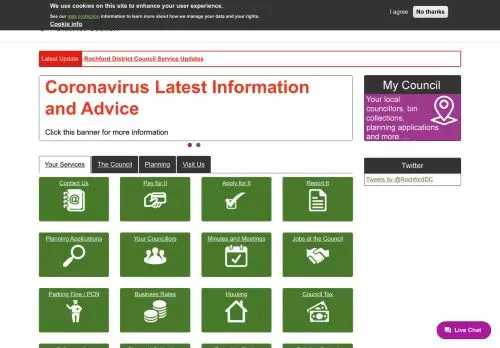 We use cookies on this site to enhance your user experience.
See our data protection information to learn more about how we manage your data and your rights.
Cookie info
I agree
No thanks
Latest Update
Rochford District Council Service Updates
Coronavirus Latest Information
and Advice
Click this banner for more information
My Council
Your local
councillors, bin
collections,
planning applications
and more.....
Your Services
The Council
Planning
Visit Us
Twitter
Tweets by @RochfordDC
Contact Us
Pay for It
Apply for It
Report It
Planning Applications
Your Councillors
Minutes and Meetings
Jobs at the Council
Parking Fine / PCN
Business Rates
Housing
Council Tax
Live Chat